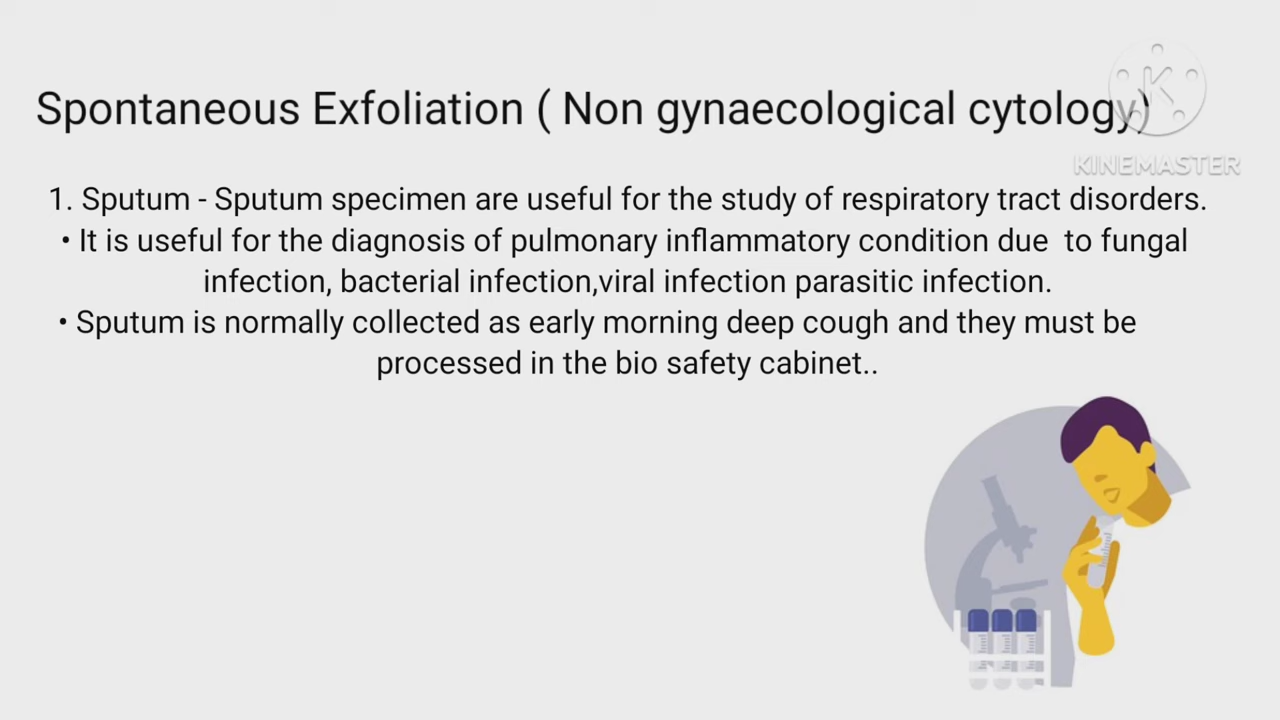 Spontaneous Exfoliation ( Non gynaecological cytology)
KINEMASTER
1. Sputum - Sputum specimen are useful for the study of respiratory tract disorders.
• It is useful for the diagnosis of pulmonary inflammatory condition due  to fungal
infection, bacterial infection,viral infection parasitic infection.
• Sputum is normally collected as early morning deep cough and they must be
processed in the bio safety cabinet..